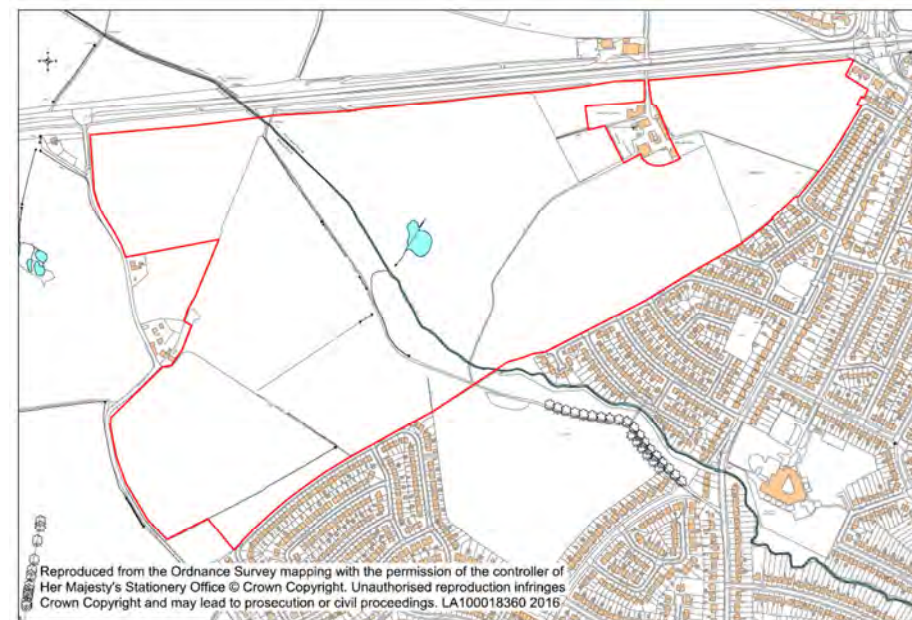 Reproduced from the Ordnance Survey mapping with the permission of the controller of
Her Majesty's Stationery Office © Crown Copyright. Unauthorised reproduction infringes
Crown Copyright and may lead to prosecution or civil proceedings. LA100018360 2016